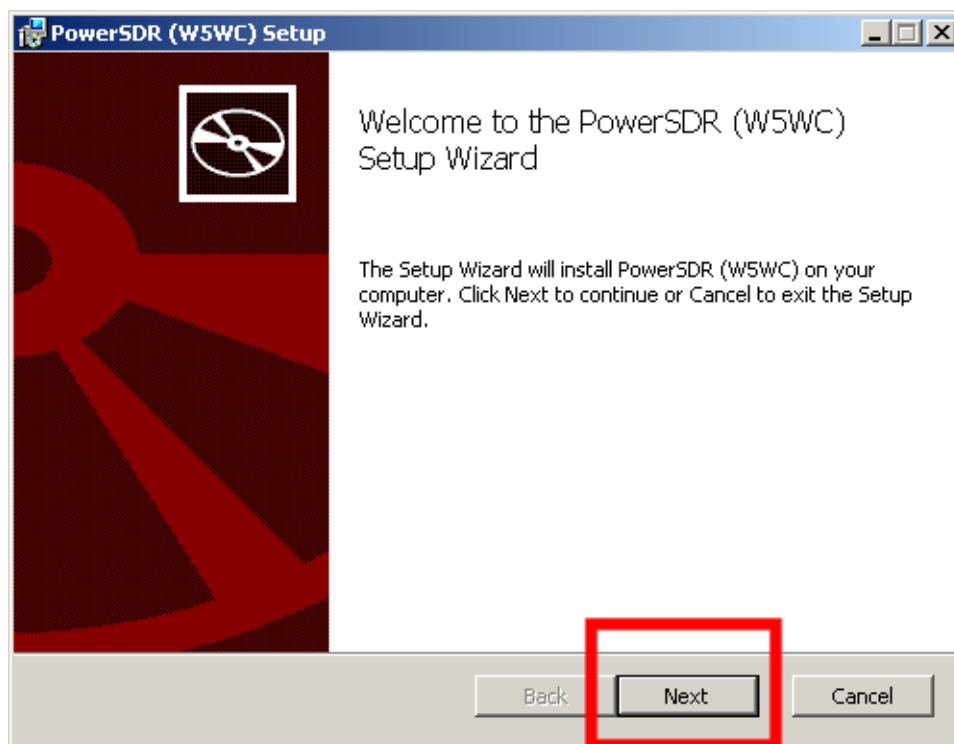 PowerSDR (W5WC) Setup
Welcome to the PowerSDR (W5WC)
Setup Wizard
The Setup Wizard will install PowerSDR (W5WC) on your
computer. Click Next to continue or Cancel to exit the Setup
Wizard.
Back Next Cancel